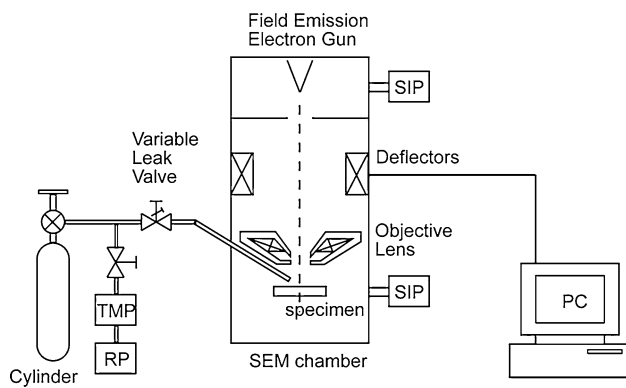 Field Emission
Electron Gun
SIP
Variable
Leak
Valve
Deflectors
Objective
Lens
SIP
specimen
PC
TMP
RP
Cylinder
SEM chamber